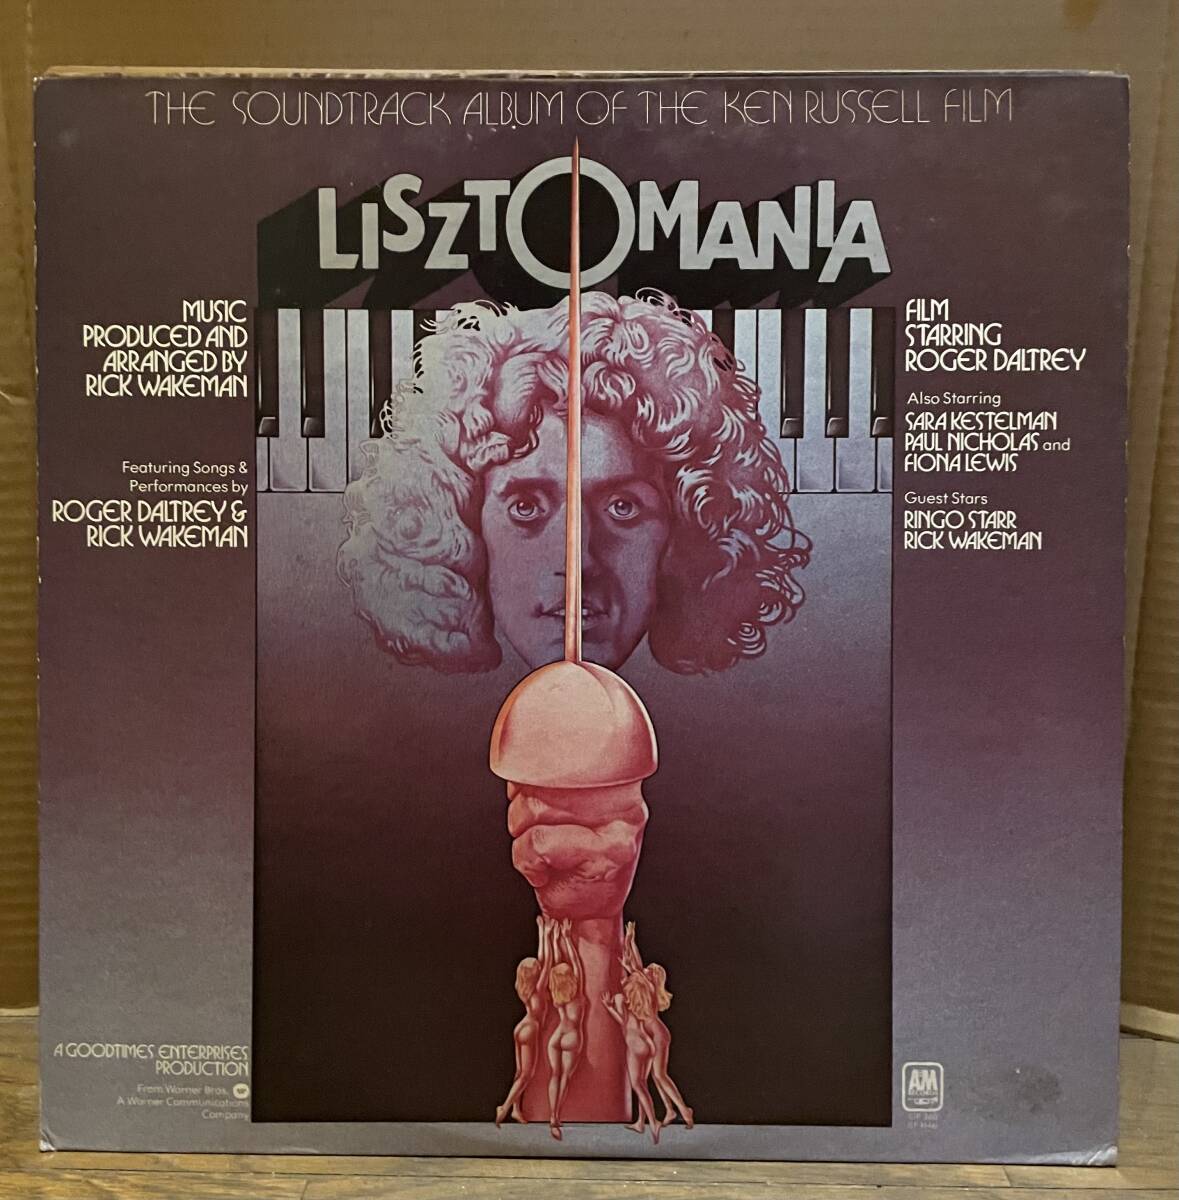 THE SOUNDTRACK ALBUM OF THE KEN RUSSELL FILM
LISZTOMANIA
MUSIC
PRODUCED AND
ARRANGED BY
RICK WAKEMAN
Featuring Songs &
Performances by
ROGER DALTREY &
RICK WAKEMAN
FILM
STARRING
ROGER DALTREY
Also Starring
SARA KESTELMAN
PAUL NICHOLAS and
FIONA LEWIS
Guest Stars
RINGO STARR
RICK WAKEMAN
A GOODTIMES ENTERPRISES
PRODUCTION
From Warner Bros.
A Warner Communications
Company
A&M
RECORDS